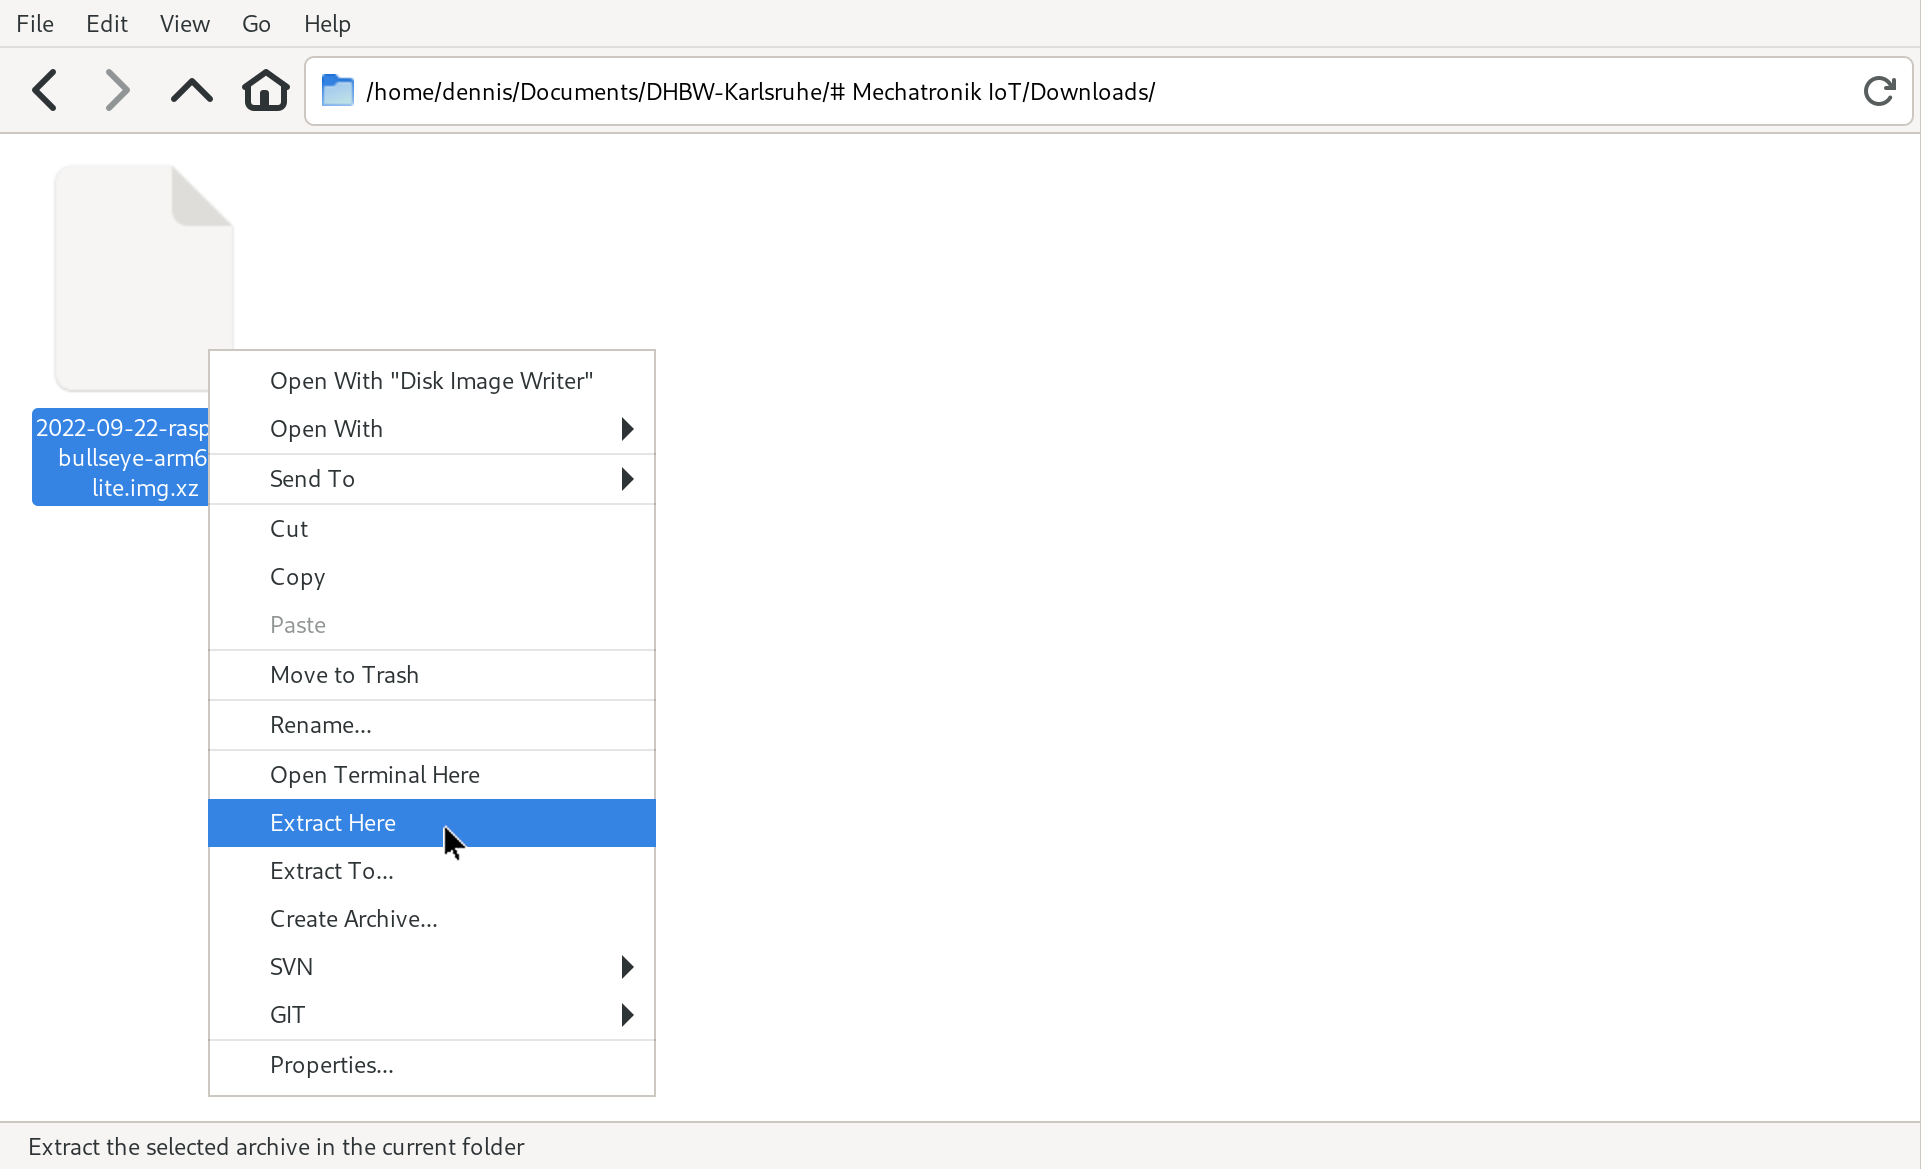 File Edit View Go Help
/home/dennis/Documents/DHBW-Karlsruhe/# Mechatronik IoT/Downloads/
2022-09-22-rasp
bullseye-arm6
lite.img.xz
Open With "Disk Image Writer"
Open With
Send To
Cut
Copy
Paste
Move to Trash
Rename...
Open Terminal Here
Extract Here
Extract To...
Create Archive...
SVN
GIT
Properties...
Extract the selected archive in the current folder